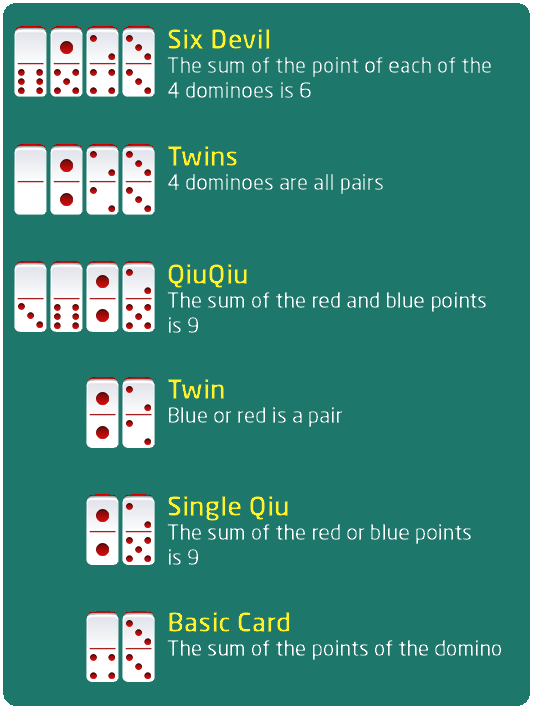 Six Devil
The sum of the point of each of the
4 dominoes is 6
Twins
4 dominoes are all pairs
QiuQiu
The sum of the red and blue points
is 9
Twin
Blue or red is a pair
Single Qiu
The sum of the red or blue points
is 9
Basic Card
The sum of the points of the domino